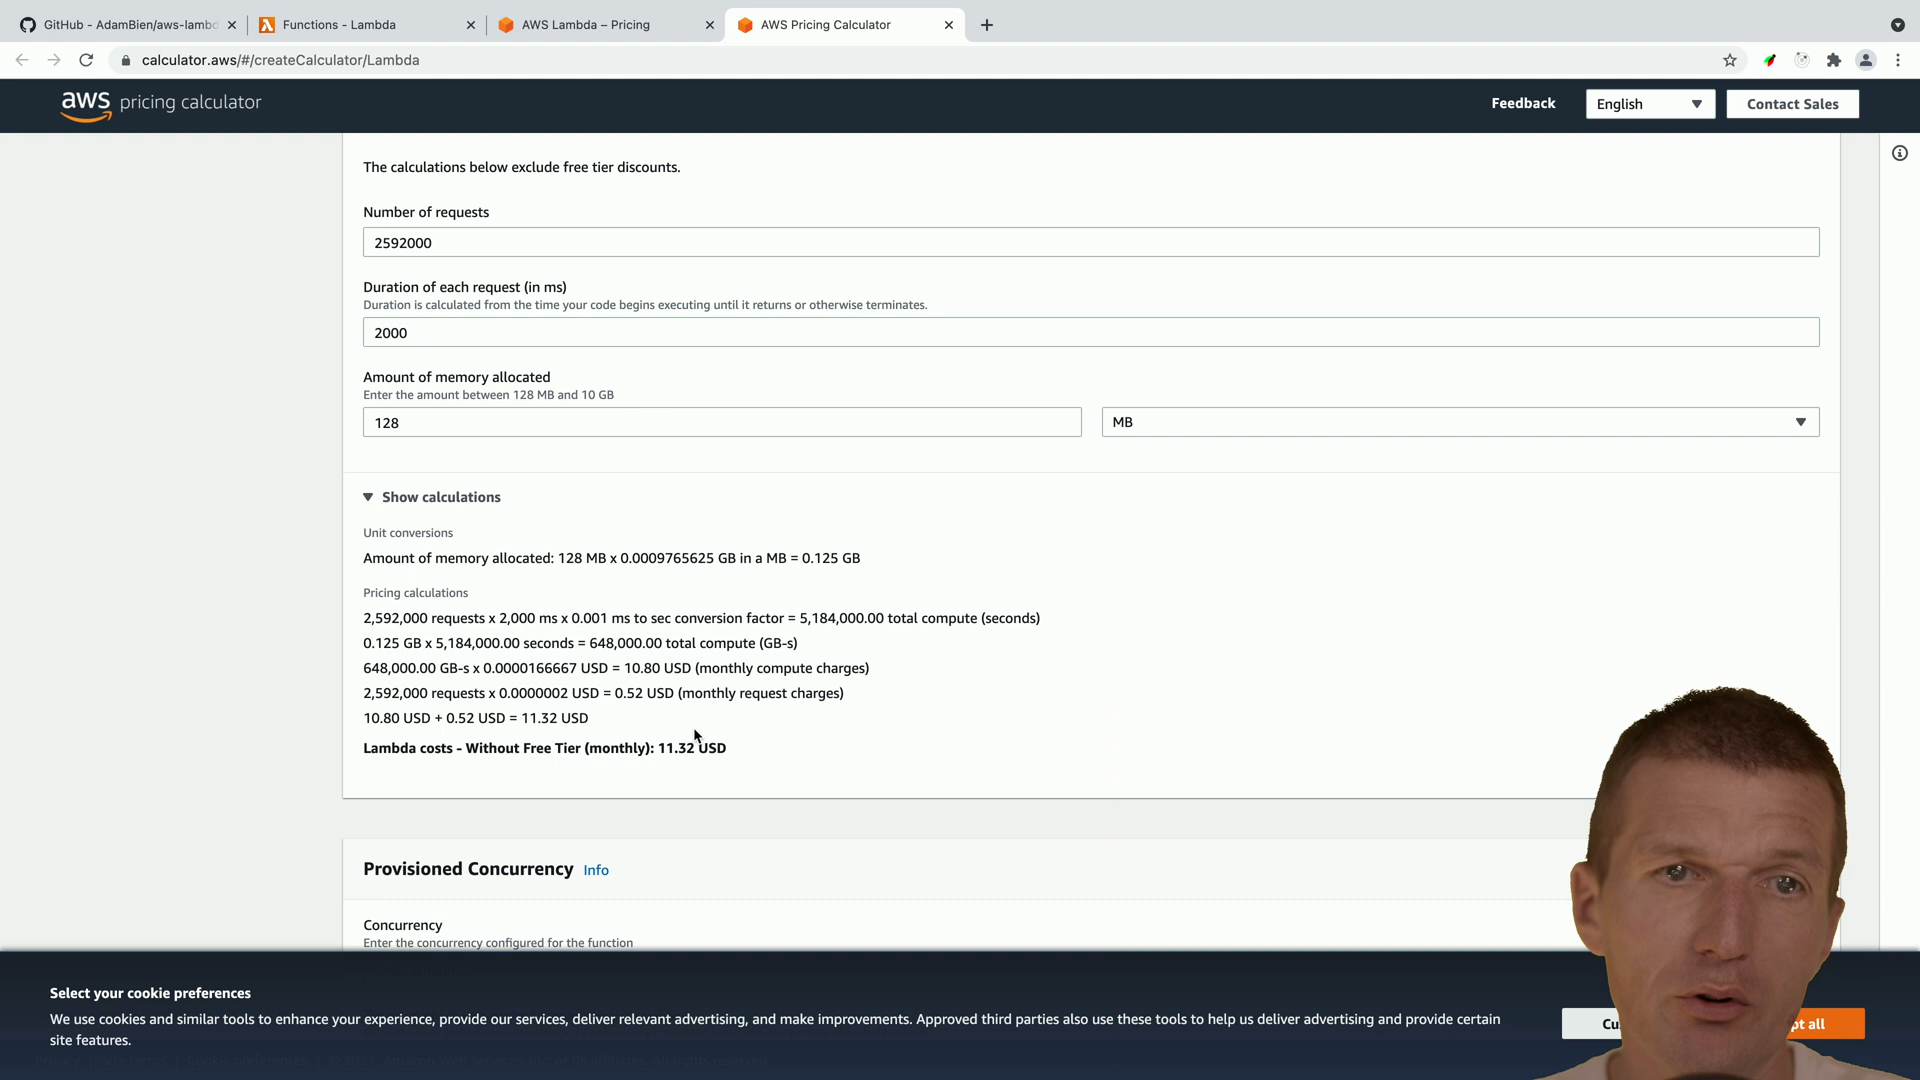 GitHub - AdamBien/aws-lambd
Functions - Lambda
AWS Lambda – Pricing
AWS Pricing Calculator
calculator.aws/#/createCalculator/Lambda
aws pricing calculator
Feedback
English
Contact Sales
The calculations below exclude free tier discounts.
Number of requests
2592000
Duration of each request (in ms)
Duration is calculated from the time your code begins executing until it returns or otherwise terminates.
2000
Amount of memory allocated
Enter the amount between 128 MB and 10 GB
128
MB
Show calculations
Unit conversions
Amount of memory allocated: 128 MB x 0.0009765625 GB in a MB = 0.125 GB
Pricing calculations
2,592,000 requests x 2,000 ms x 0.001 ms to sec conversion factor = 5,184,000.00 total compute (seconds)
0.125 GB x 5,184,000.00 seconds = 648,000.00 total compute (GB-s)
648,000.00 GB-s x 0.0000166667 USD = 10.80 USD (monthly compute charges)
2,592,000 requests x 0.0000002 USD = 0.52 USD (monthly request charges)
10.80 USD + 0.52 USD = 11.32 USD
Lambda costs - Without Free Tier (monthly): 11.32 USD
Provisioned Concurrency Info
Concurrency
Enter the concurrency configured for the function
Select your cookie preferences
We use cookies and similar tools to enhance your experience, provide our services, deliver relevant advertising, and make improvements. Approved third parties also use these tools to help us deliver advertising and provide certain
site features.
Cu
pt all